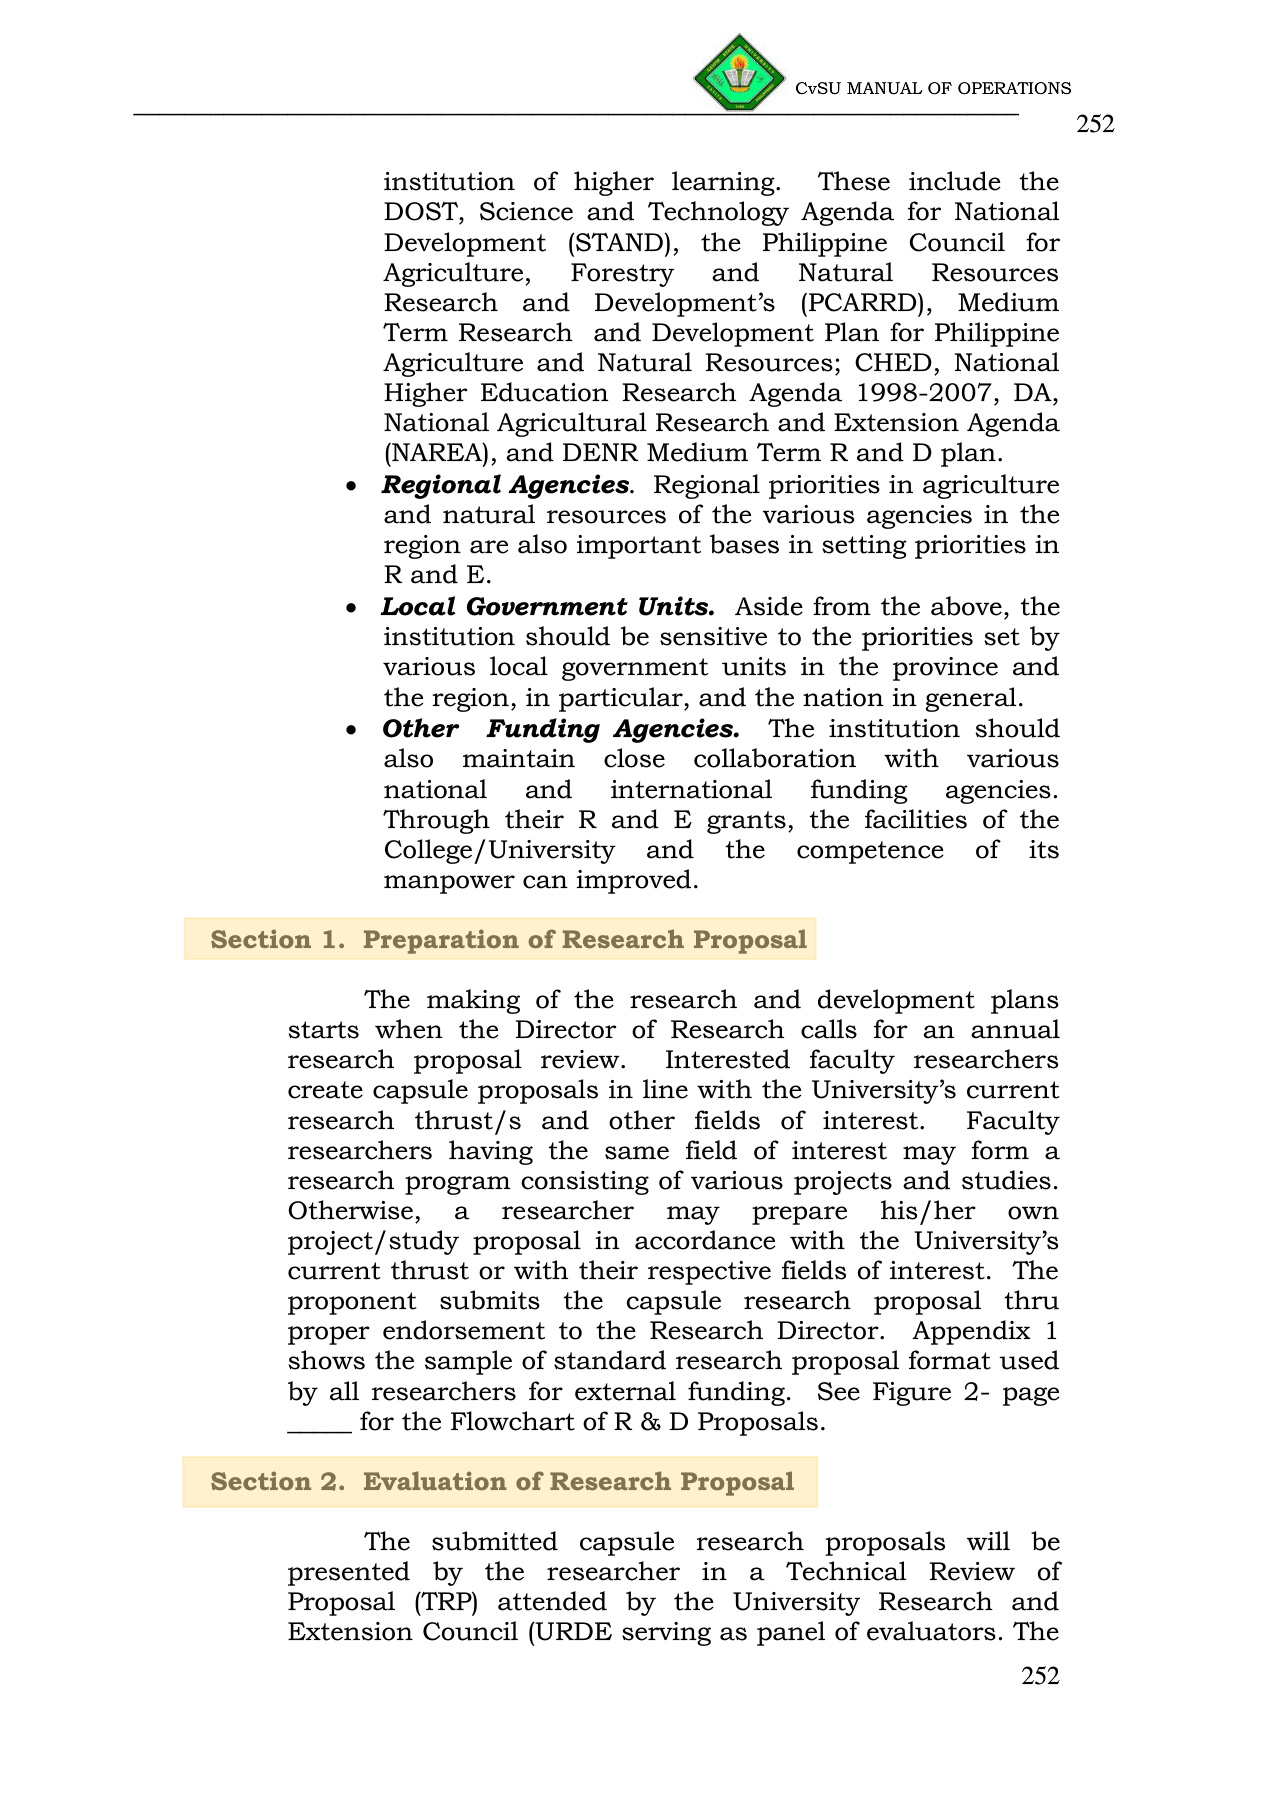 CvSU MANUAL OF OPERATIONS
252
institution of higher learning. These include the
DOST, Science and Technology Agenda for National
Development (STAND), the Philippine Council for
Agriculture, Forestry and Natural Resources
Research and Development’s (PCARRD), Medium
Term Research and Development Plan for Philippine
Agriculture and Natural Resources; CHED, National
Higher Education Research Agenda 1998-2007, DA,
National Agricultural Research and Extension Agenda
(NAREA), and DENR Medium Term R and D plan.
• Regional Agencies. Regional priorities in agriculture
and natural resources of the various agencies in the
region are also important bases in setting priorities in
R and E.
• Local Government Units. Aside from the above, the
institution should be sensitive to the priorities set by
various local government units in the province and
the region, in particular, and the nation in general.
• Other Funding Agencies. The institution should
also maintain close collaboration with various
national and international funding agencies.
Through their R and E grants, the facilities of the
College/University and the competence of its
manpower can improved.
Section 1. Preparation of Research Proposal
The making of the research and development plans
starts when the Director of Research calls for an annual
research proposal review. Interested faculty researchers
create capsule proposals in line with the University’s current
research thrust/s and other fields of interest. Faculty
researchers having the same field of interest may form a
research program consisting of various projects and studies.
Otherwise, a researcher may prepare his/her own
project/study proposal in accordance with the University’s
current thrust or with their respective fields of interest. The
proponent submits the capsule research proposal thru
proper endorsement to the Research Director. Appendix 1
shows the sample of standard research proposal format used
by all researchers for external funding. See Figure 2- page
_____ for the Flowchart of R & D Proposals.
Section 2. Evaluation of Research Proposal
The submitted capsule research proposals will be
presented by the researcher in a Technical Review of
Proposal (TRP) attended by the University Research and
Extension Council (URDE serving as panel of evaluators. The
252